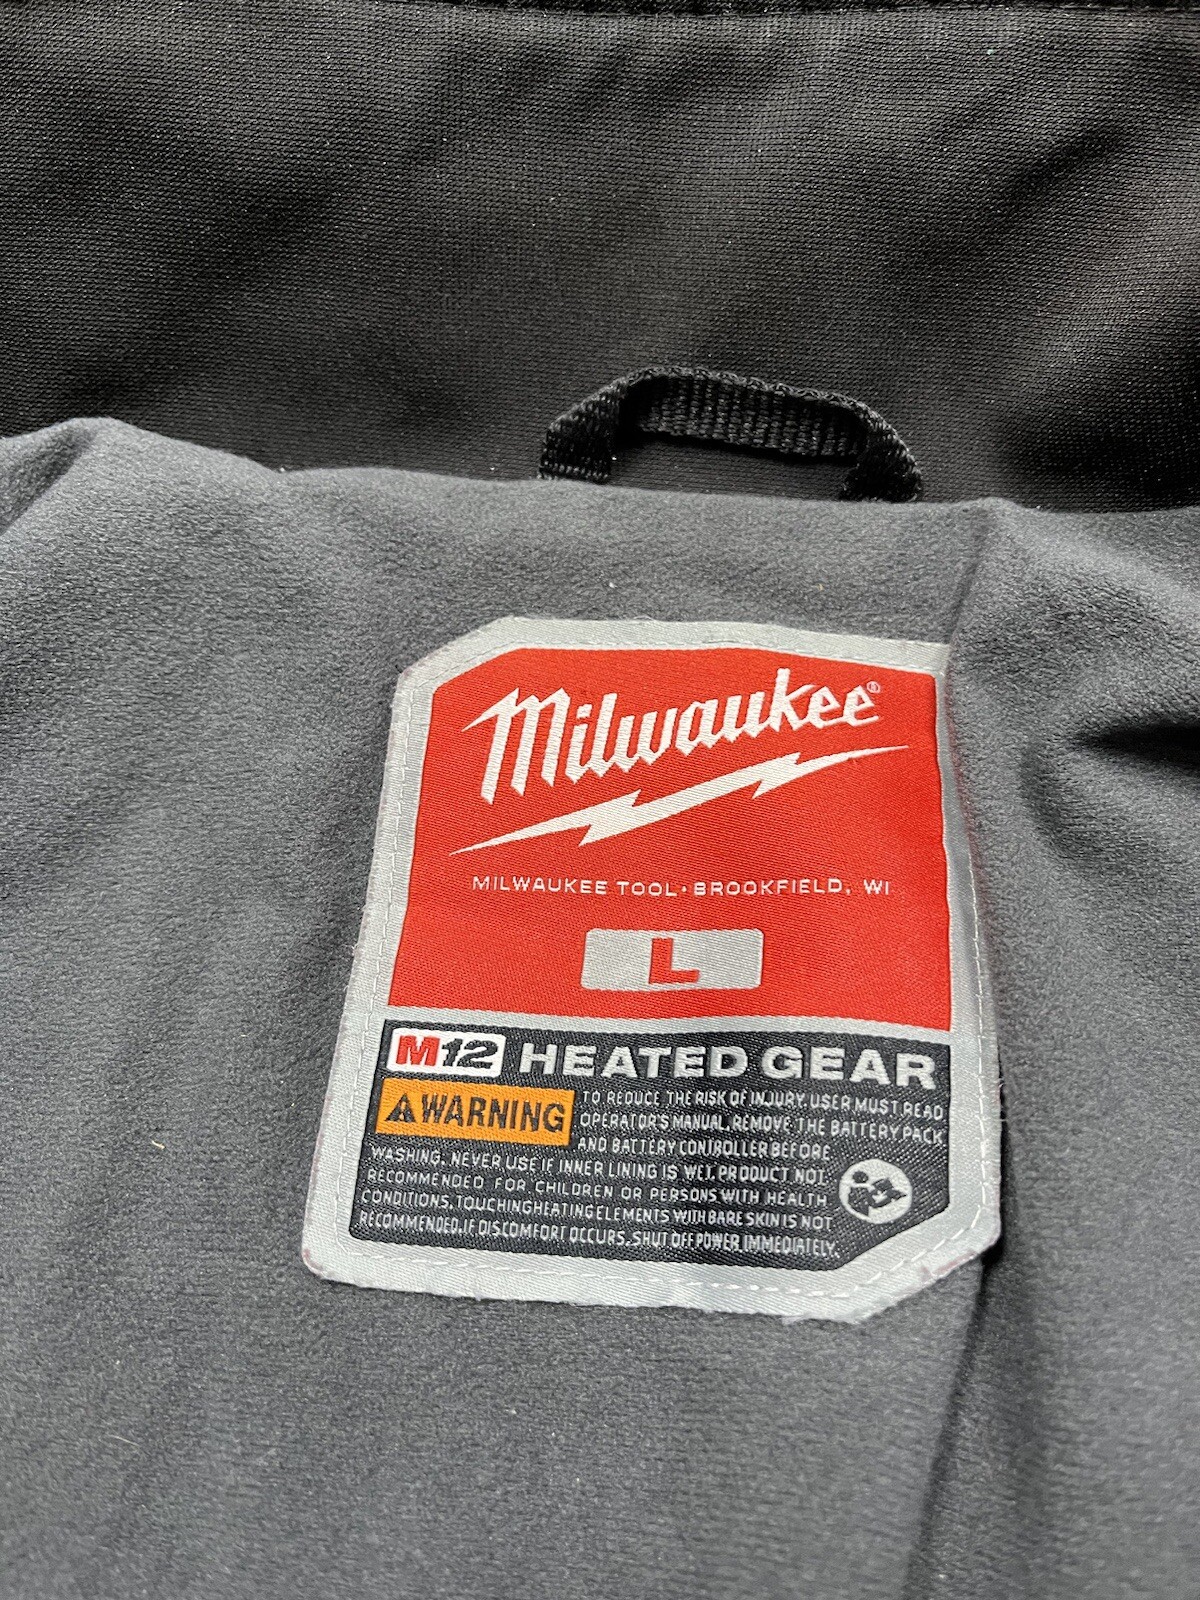 Milwaukee®
MILWAUKEE TOOL • BROOKFIELD, WI
L
M12 HEATED GEAR
WARNING
TO REDUCE THE RISK OF INJURY. USER MUST READ
OPERATOR'S MANUAL. REMOVE THE BATTERY PACK
AND BATTERY CONTROLLER BEFORE
WASHING. NEVER USE IF INNER LINING IS WET. PRODUCT NOT
RECOMMENDED FOR CHILDREN OR PERSONS WITH HEALTH
CONDITIONS. TOUCHING HEATING ELEMENTS WITH BARE SKIN IS NOT
RECOMMENDED. IF DISCOMFORT OCCURS, SHUT OFF POWER IMMEDIATELY.